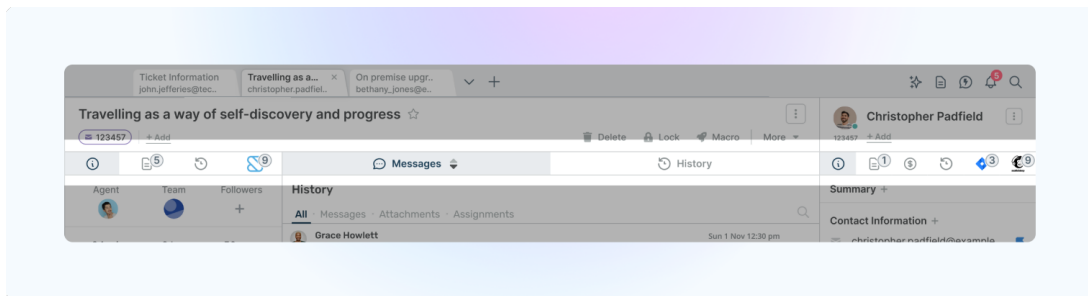 Ticket Information
john.jefferies@tec..
Travelling as a... ×
christopher.padfiel..
On premise upgr..
bethany_jones@e..
5
Travelling as a way of self-discovery and progress
123457 + Add
Delete Lock Macro More
Christopher Padfield
123457 + Add
5 9
Messages
History
1 3 9
Agent Team Followers
History
All · Messages · Attachments · Assignments
Grace Howlett
Sun 1 Nov 12:30 pm
Summary +
Contact Information +
christopher.padfield@example